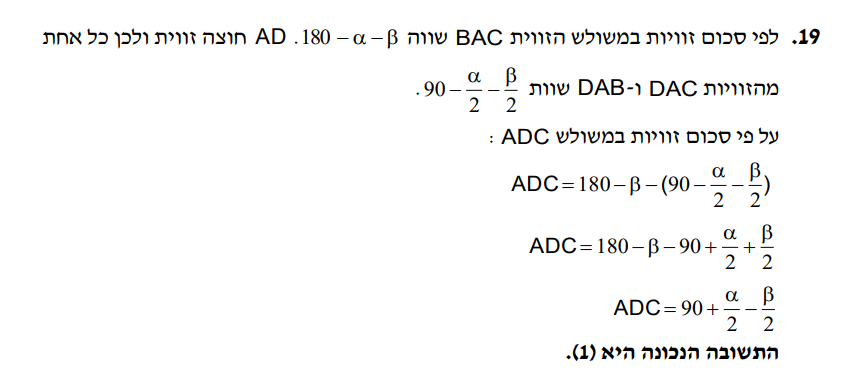 19. לפי סכום זוויות במשולש הזווית BAC שווה 180 − α − β. AD חוצה זווית ולכן כל אחת
מהזוויות DAC ו-DAB שוות 90 − α/2 − β/2.
על פי סכום זוויות במשולש ADC :
ADC = 180 − β − (90 − α/2 − β/2)
ADC = 180 − β − 90 + α/2 + β/2
ADC = 90 + α/2 − β/2
התשובה הנכונה היא (1).